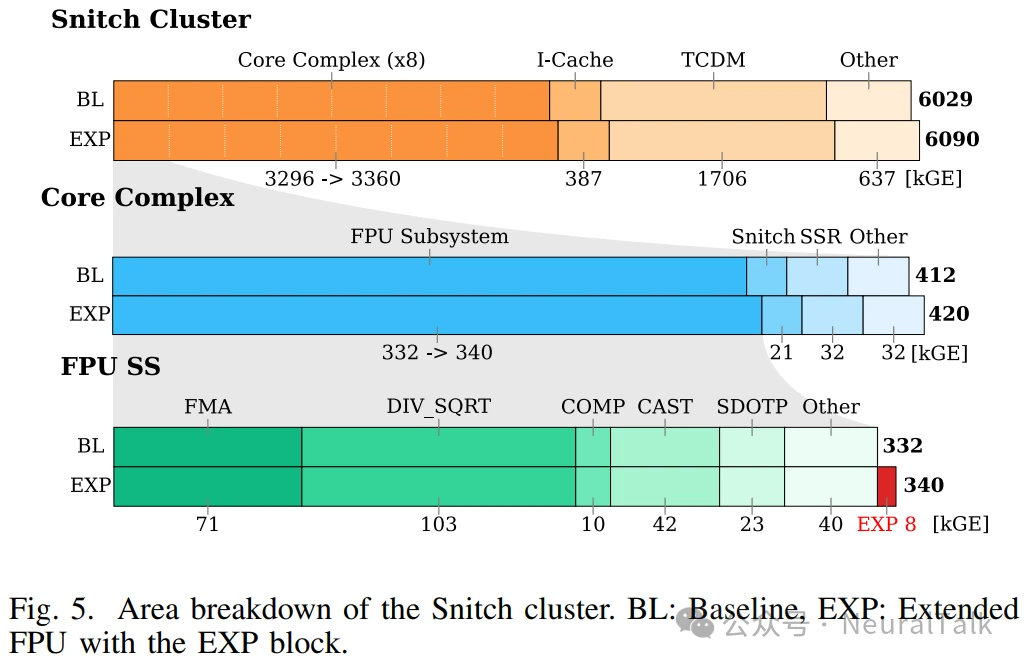 Snitch Cluster
Core Complex (x8) I-Cache TCDM Other
BL 6029
EXP 6090
3296 -> 3360 387 1706 637 [kGE]
Core Complex
FPU Subsystem Snitch SSR Other
BL 412
EXP 420
332 -> 340 21 32 32 [kGE]
FPU SS
FMA DIV_SQRT COMP CAST SDOTP Other
BL 332
EXP 340
71 103 10 42 23 40 EXP 8 [kGE]
Fig. 5. Area breakdown of the Snitch cluster. BL: Baseline, EXP: Extended
FPU with the EXP block.
公众号 · NeuralTalk